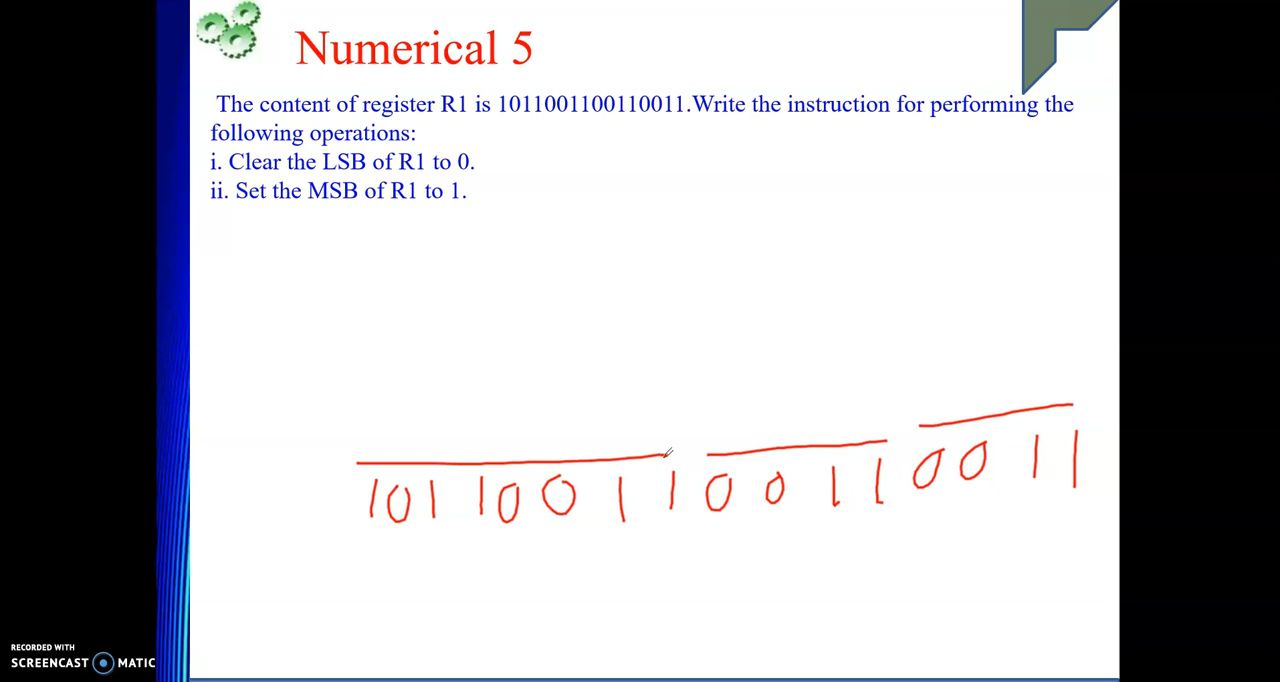 Numerical 5
The content of register R1 is 1011001100110011.Write the instruction for performing the
following operations:
i. Clear the LSB of R1 to 0.
ii. Set the MSB of R1 to 1.
1011001100110011
RECORDED WITH
SCREENCAST MATIC